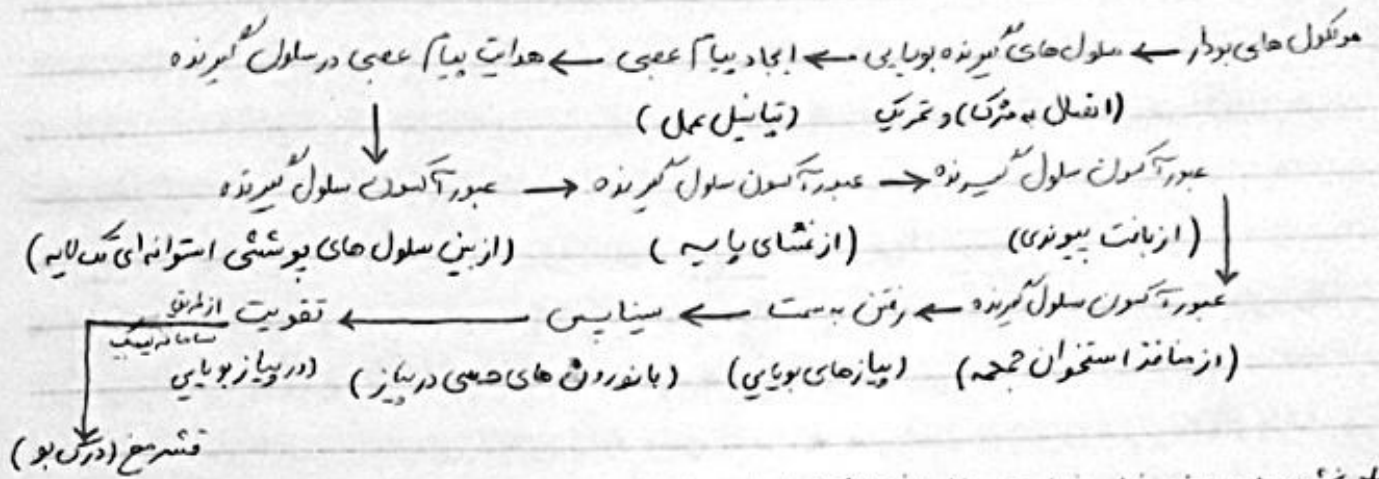 مولکول های بودار ← سلول های گیرنده بویایی ← ایجاد پیام عصبی ← هدایت پیام عصبی در سلول گیرنده
(اتصال به مژک) و تحریک (پتانسیل عمل)
عبور آکسون سلول گیرنده → عبور آکسون سلول گیرنده → عبور آکسون سلول گیرنده
(از بافت پیوندی) (از غشای پایه) (از بین سلول های پوششی استوانه ای تک لایه)
عبور آکسون سلول گیرنده ← رفتن به سمت ← سیناپس ← تقویت از طریق سامانه
(از منافذ استخوان جمجمه) (پیازهای بویایی) (با نورون های حسی در پیاز) (در پیاز بویایی)
قشر مخ (درک بو)